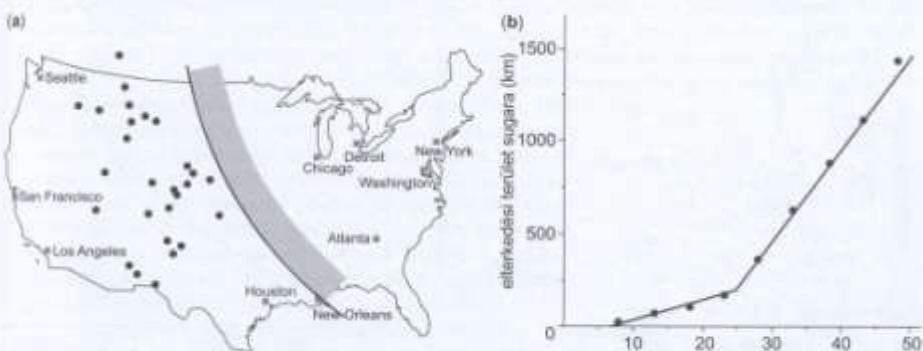 (a)
Seattle
San Francisco
Los Angeles
Houston
New Orleans
Atlanta
Chicago
Detroit
New York
Washington
(b)
elterkedési terület sugara (km)
1500
1000
500
0
10
20
30
40
50